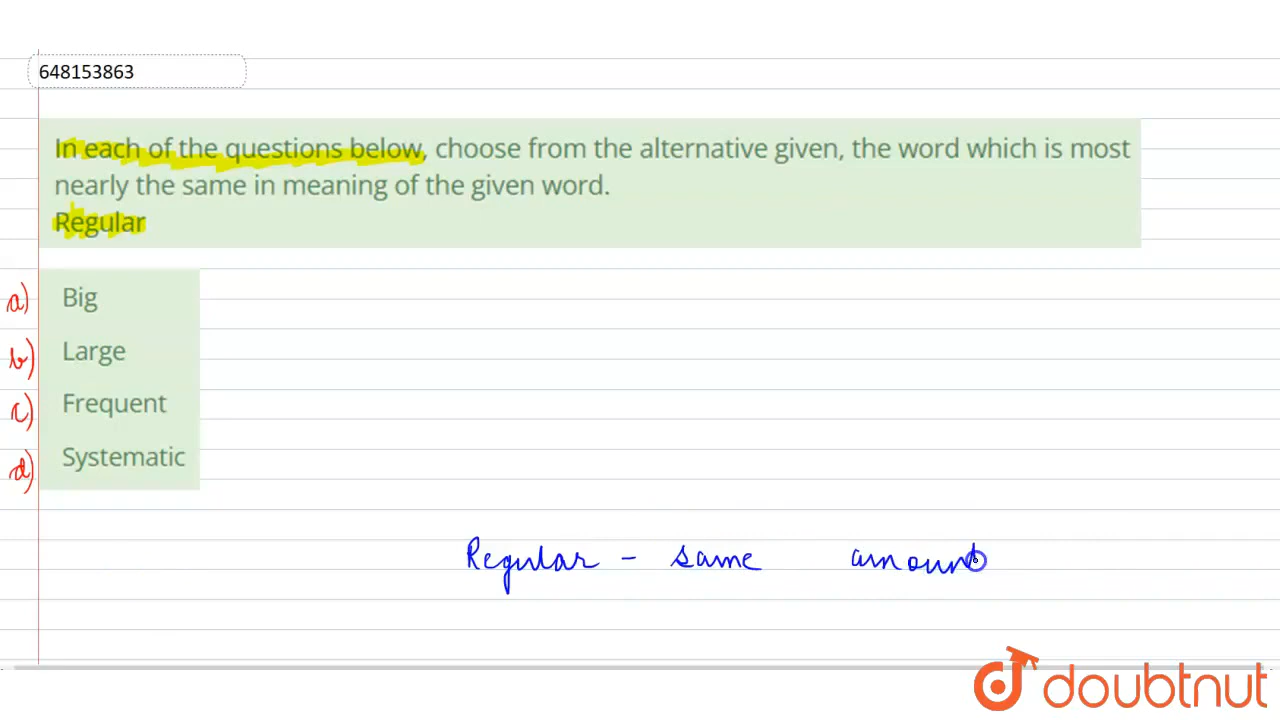 648153863
In each of the questions below, choose from the alternative given, the word which is most
nearly the same in meaning of the given word.
Regular
a) Big
b) Large
c) Frequent
d) Systematic
Regular - same amount
doubtnut